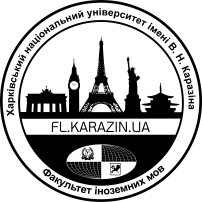 Харківський національний університет імені В. Н. Каразіна
FL.KARAZIN.UA
Факультет іноземних мов